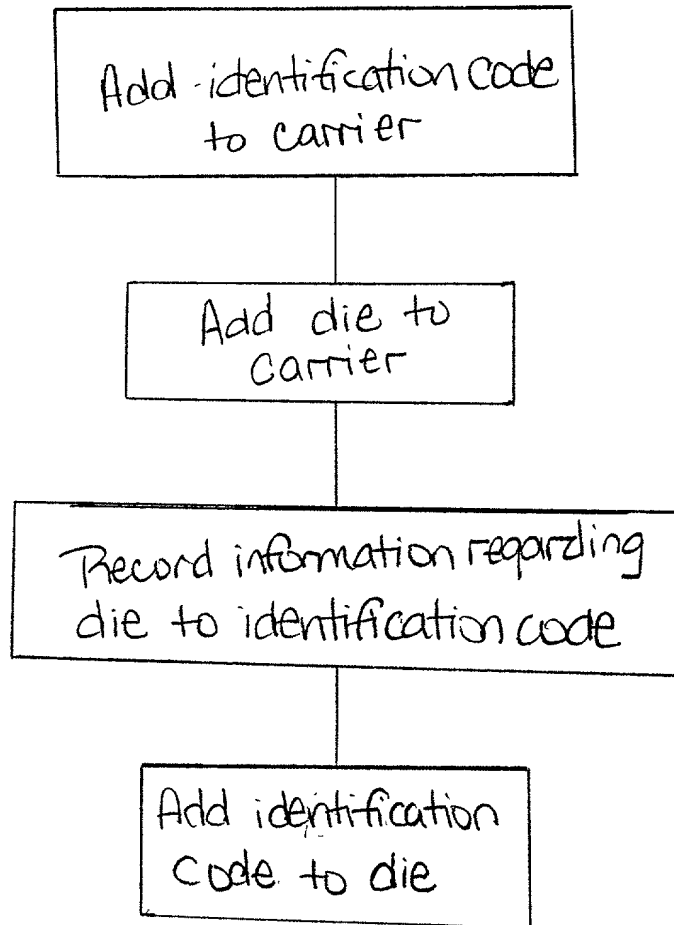 Add identification code
to carrier
Add die to
carrier
Record information regarding
die to identification code
Add identification
code to die